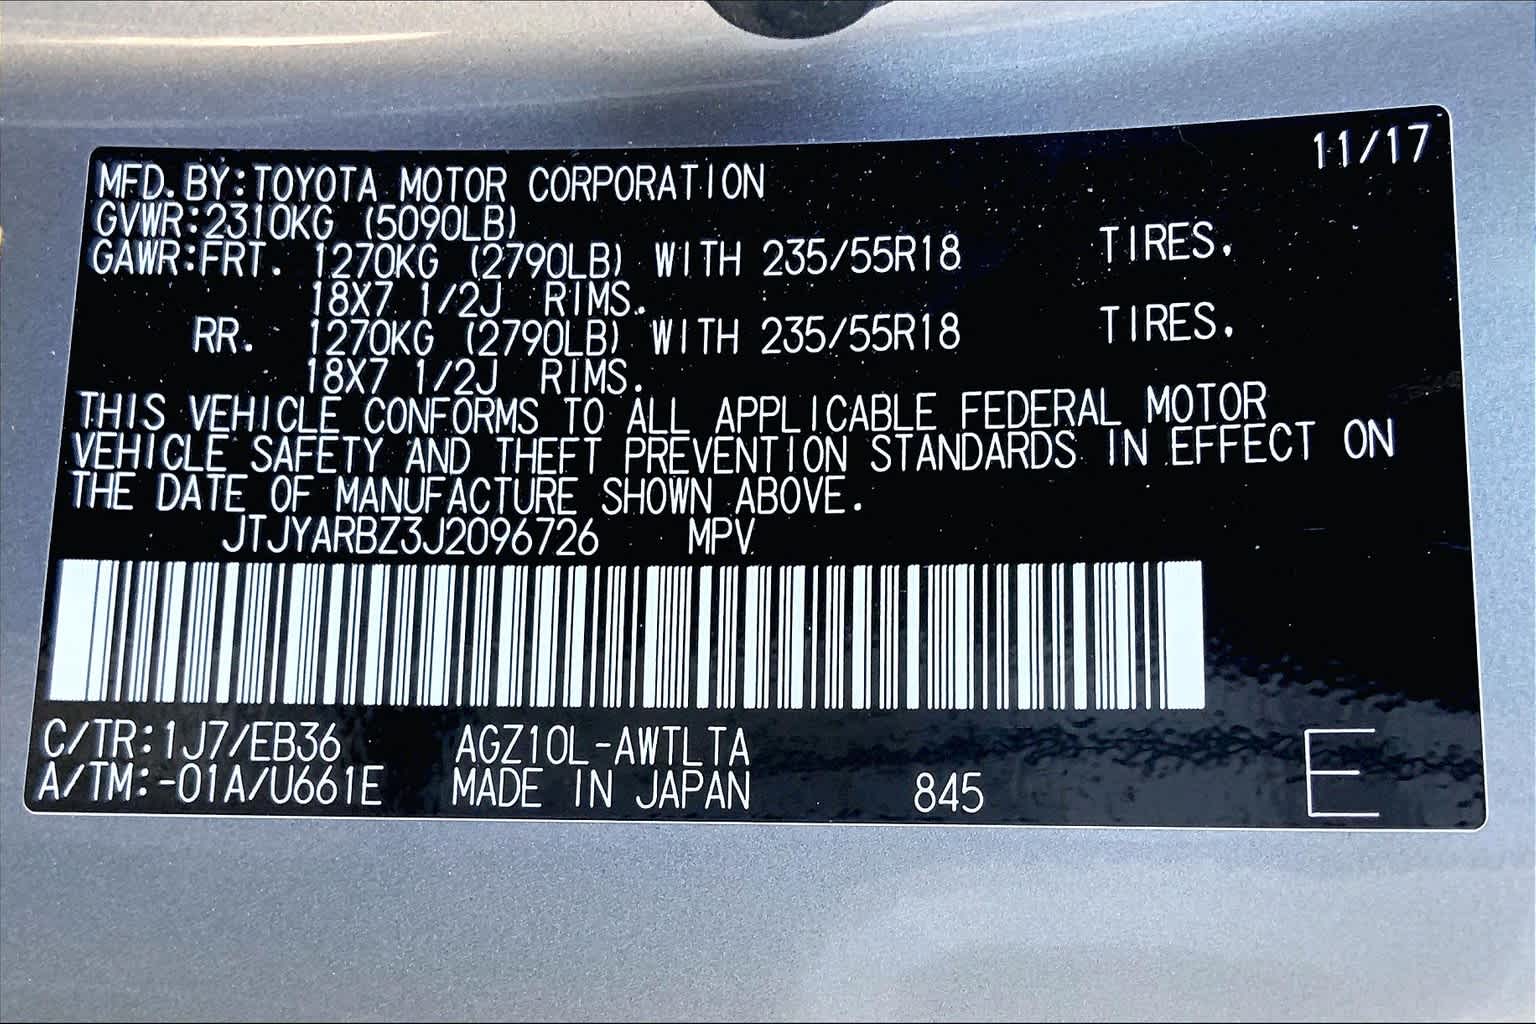 11/17
MFD.BY:TOYOTA MOTOR CORPORATION
GVWR:2310KG (5090LB)
GAWR:FRT. 1270KG (2790LB) WITH 235/55R18 TIRES,
18X7 1/2J RIMS.
RR. 1270KG (2790LB) WITH 235/55R18 TIRES,
18X7 1/2J RIMS.
THIS VEHICLE CONFORMS TO ALL APPLICABLE FEDERAL MOTOR
VEHICLE SAFETY AND THEFT PREVENTION STANDARDS IN EFFECT ON
THE DATE OF MANUFACTURE SHOWN ABOVE.
JTJYARBZ3J2096726 MPV
C/TR:1J7/EB36 AGZ10L-AWTLTA
A/TM:-01A/U661E MADE IN JAPAN 845 E